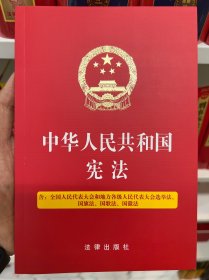 中华人民共和国
宪法
含：全国人民代表大会和地方各级人民代表大会选举法、
国旗法、国歌法、国徽法
法律出版社